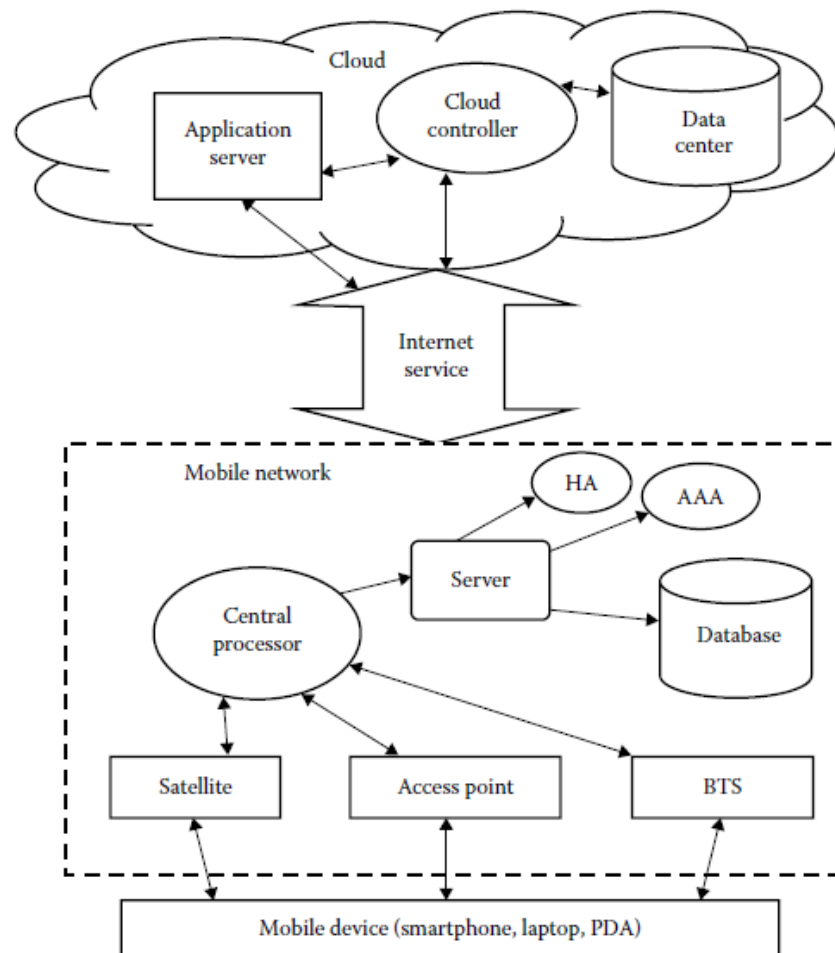 Cloud
Application
server
Cloud
controller
Data
center
Internet
service
Mobile network
HA
AAA
Server
Central
processor
Database
Satellite
Access point
BTS
Mobile device (smartphone, laptop, PDA)